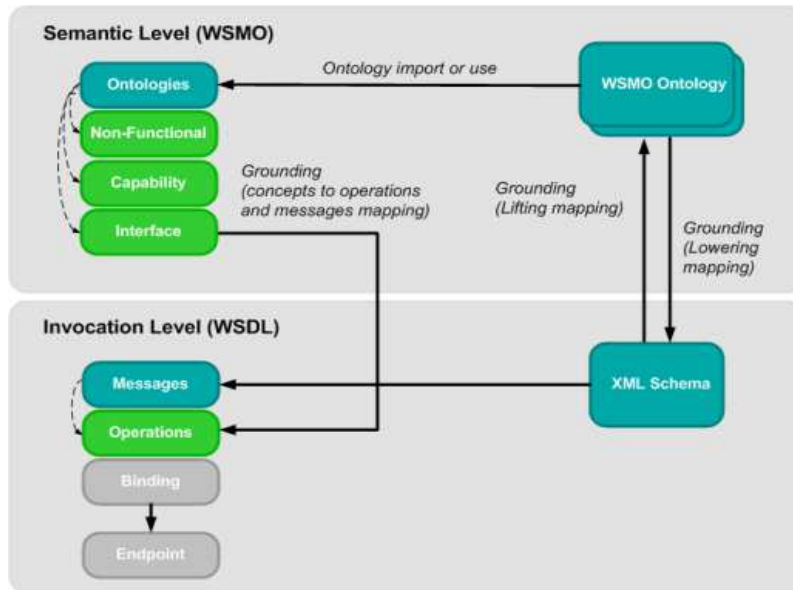 Semantic Level (WSMO)
Ontologies
Non-Functional
Capability
Interface
Ontology import or use
WSMO Ontology
Grounding
(concepts to operations
and messages mapping)
Grounding
(Lifting mapping)
Grounding
(Lowering
mapping)
Invocation Level (WSDL)
Messages
Operations
Binding
Endpoint
XML Schema